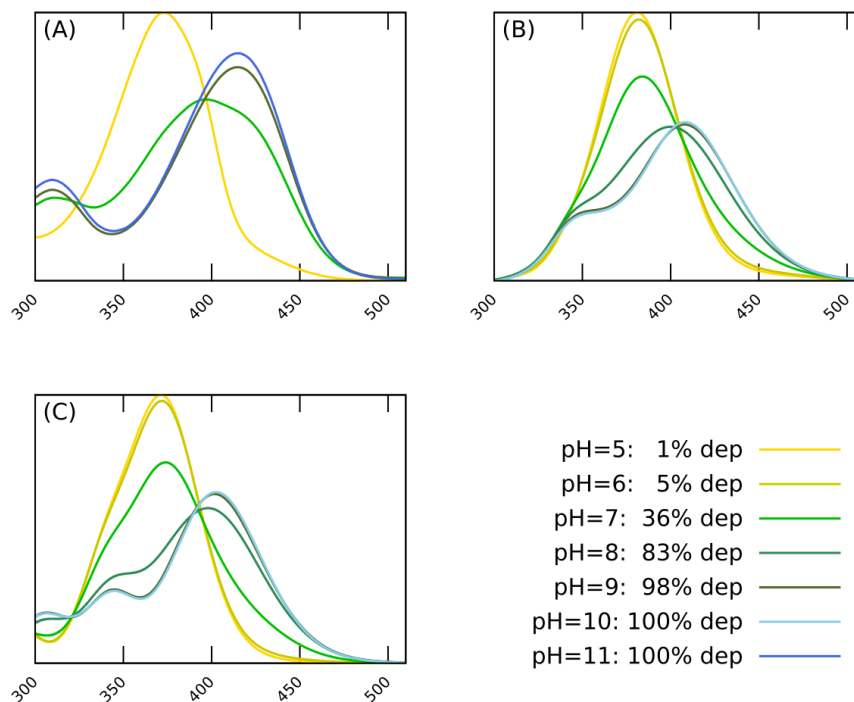 (A)
300 350 400 450 500
(B)
300 350 400 450 500
(C)
300 350 400 450 500
pH=5: 1% dep
pH=6: 5% dep
pH=7: 36% dep
pH=8: 83% dep
pH=9: 98% dep
pH=10: 100% dep
pH=11: 100% dep